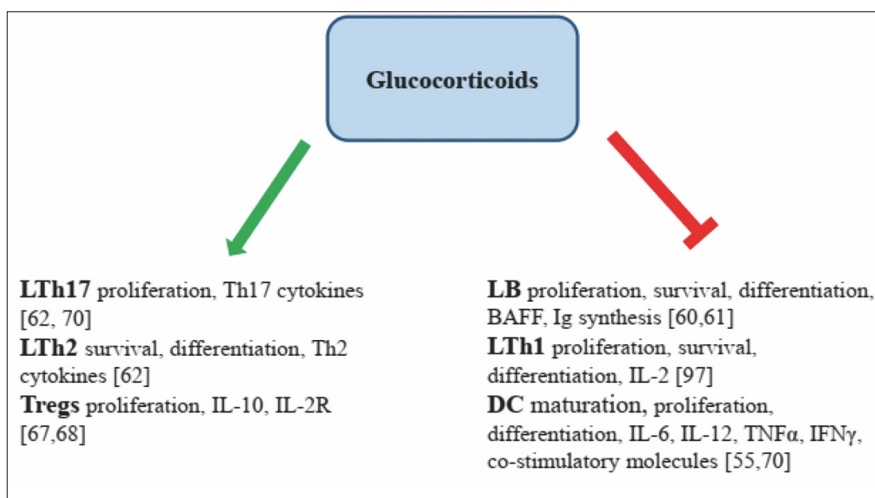 Glucocorticoids
LTh17 proliferation, Th17 cytokines
[62, 70]
LTh2 survival, differentiation, Th2
cytokines [62]
Tregs proliferation, IL-10, IL-2R
[67,68]
LB proliferation, survival, differentiation,
BAFF, Ig synthesis [60,61]
LTh1 proliferation, survival,
differentiation, IL-2 [97]
DC maturation, proliferation,
differentiation, IL-6, IL-12, TNFα, IFNγ,
co-stimulatory molecules [55,70]